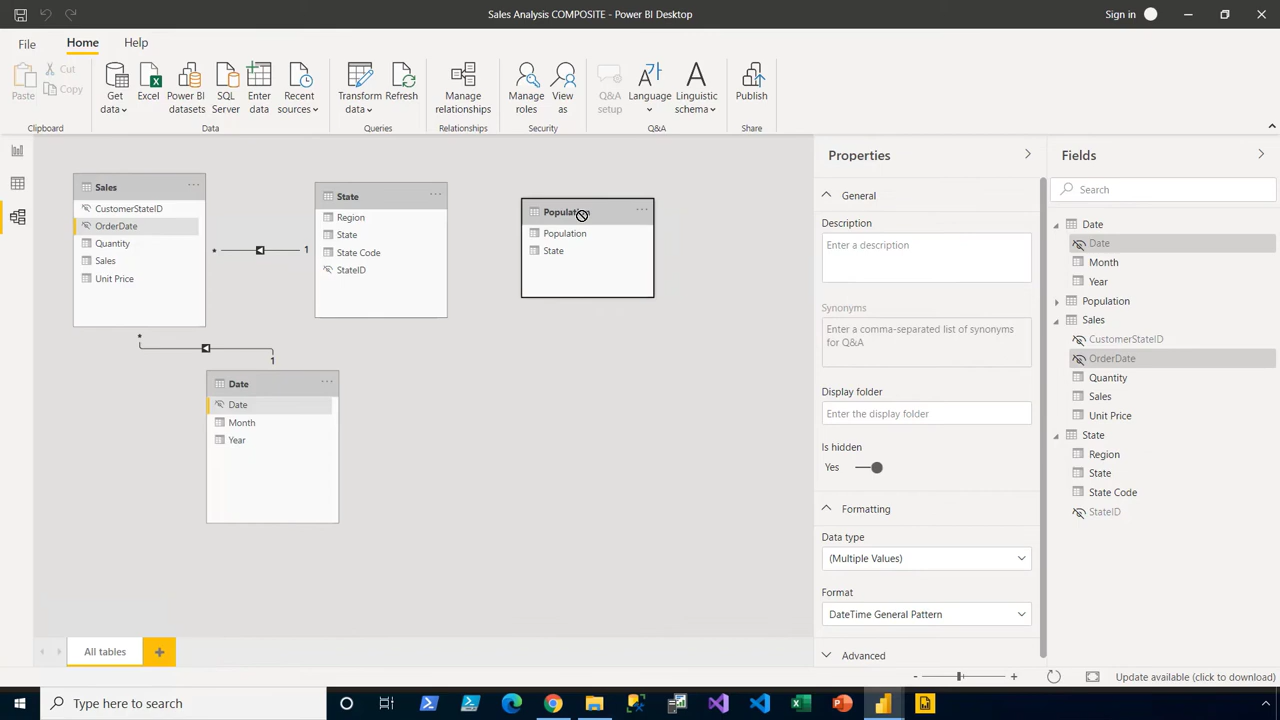 Sales Analysis COMPOSITE - Power BI Desktop
Sign in
File
Home
Help
Paste
Cut
Copy
Get data
Excel
Power BI datasets
SQL Server
Enter data
Recent sources
Transform data
Refresh
Manage relationships
Manage roles
View as
Q&A setup
Language
Linguistic schema
Publish
Clipboard
Data
Queries
Relationships
Security
Q&A
Share
Sales
CustomerStateID
OrderDate
Quantity
Sales
Unit Price
* 1
State
Region
State
State Code
StateID
Population
Population
State
* 1
Date
Date
Month
Year
All tables
Properties
General
Description
Enter a description
Synonyms
Enter a comma-separated list of synonyms
for Q&A
Display folder
Enter the display folder
Is hidden
Yes
Formatting
Data type
(Multiple Values)
Format
DateTime General Pattern
Advanced
Fields
Search
Date
Date
Month
Year
Population
Sales
CustomerStateID
OrderDate
Quantity
Sales
Unit Price
State
Region
State
State Code
StateID
- +
Update available (click to download)
Type here to search